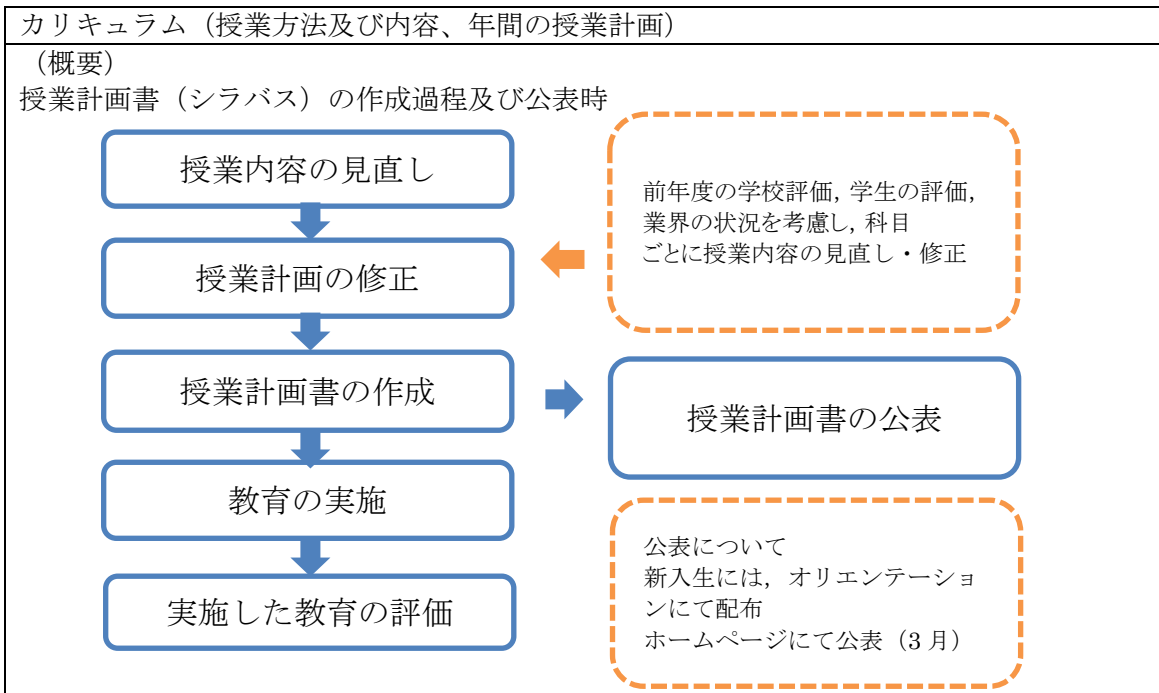 カリキュラム（授業方法及び内容、年間の授業計画）
（概要）
授業計画書（シラバス）の作成過程及び公表時
授業内容の見直し
前年度の学校評価，学生の評価，
業界の状況を考慮し，科目
ごとに授業内容の見直し・修正
授業計画の修正
授業計画書の作成
授業計画書の公表
教育の実施
公表について
新入生には，オリエンテーショ
ンにて配布
ホームページにて公表（3 月）
実施した教育の評価